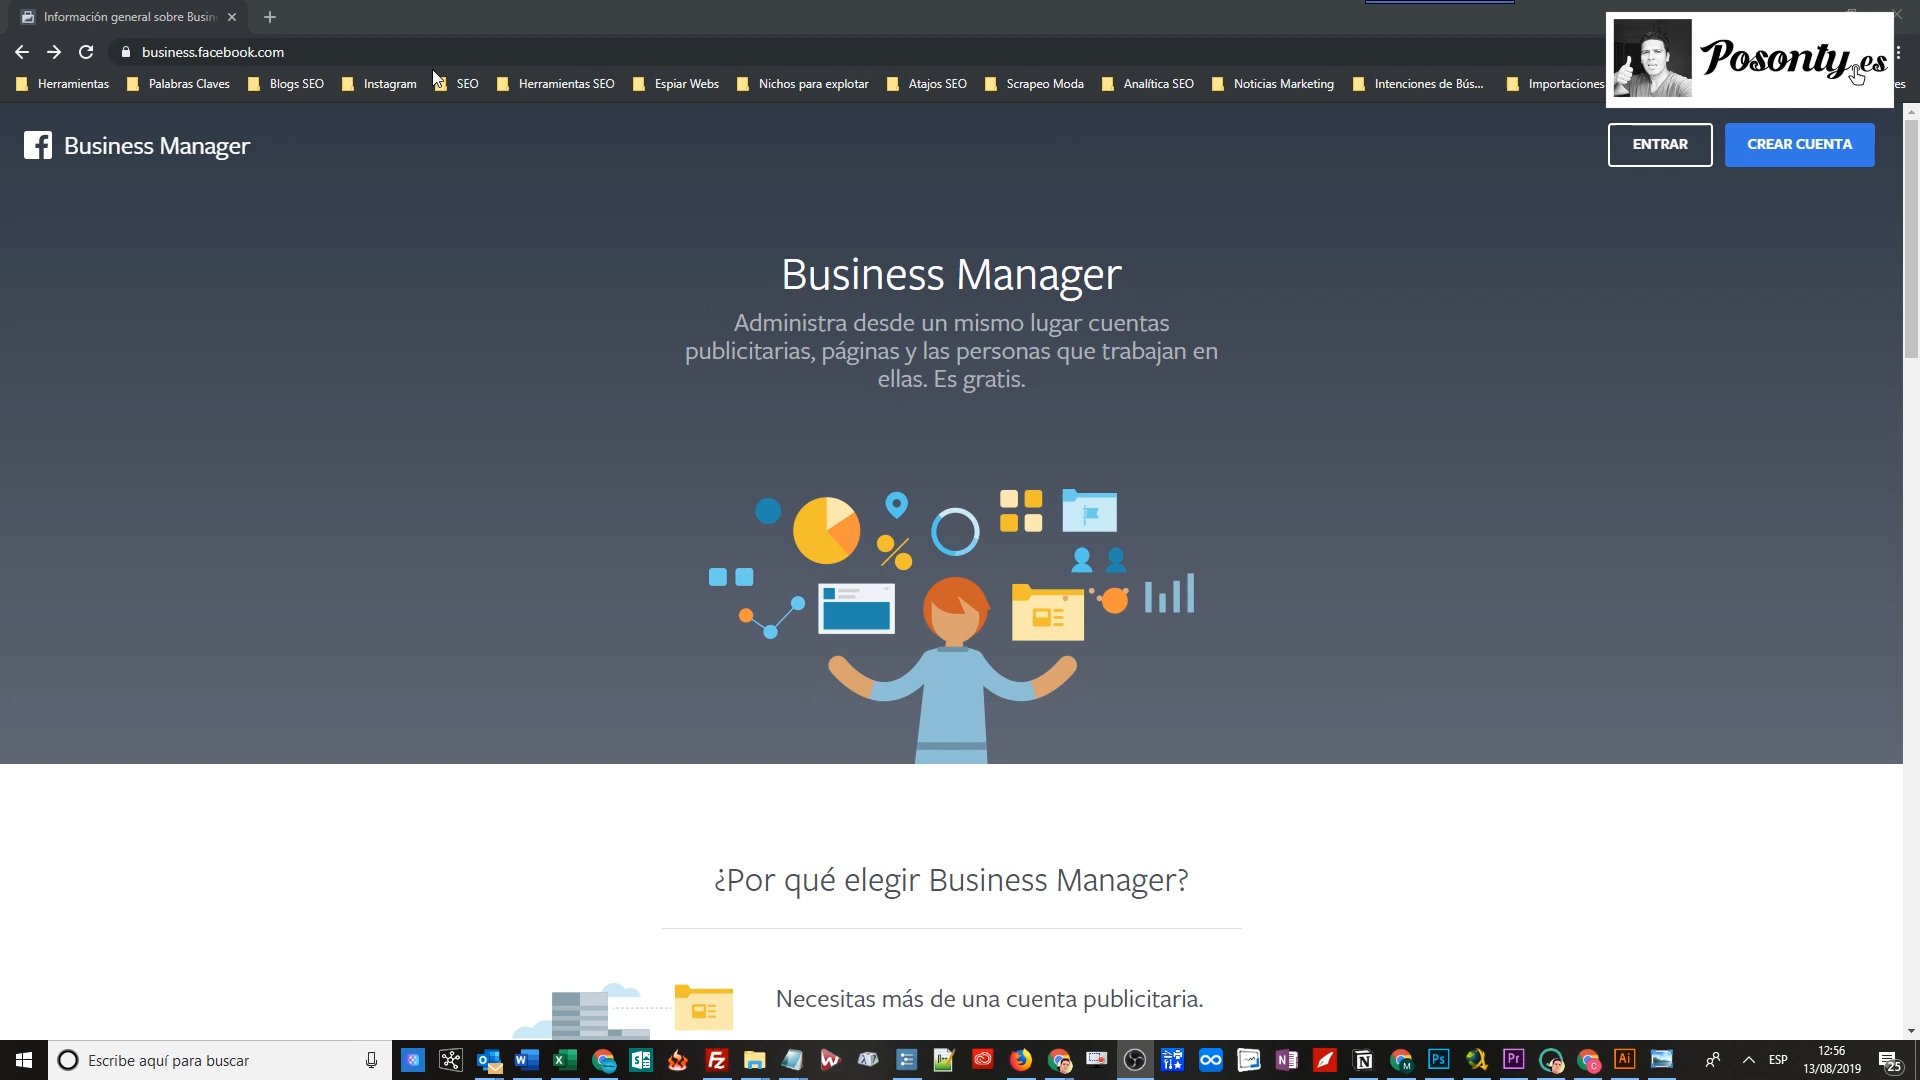 Información general sobre Busin
business.facebook.com
Herramientas
Palabras Claves
Blogs SEO
Instagram
SEO
Herramientas SEO
Espiar Webs
Nichos para explotar
Atajos SEO
Scrapeo Moda
Analítica SEO
Noticias Marketing
Intenciones de Bús...
Importaciones
Posonty.es
Business Manager
ENTRAR
CREAR CUENTA
Business Manager
Administra desde un mismo lugar cuentas
publicitarias, páginas y las personas que trabajan en
ellas. Es gratis.
¿Por qué elegir Business Manager?
Necesitas más de una cuenta publicitaria.
Escribe aquí para buscar
ESP
12:56
13/08/2019
25